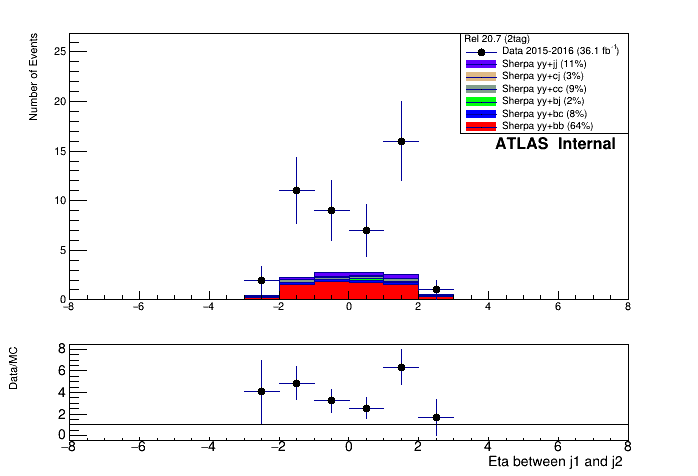 Rel 20.7 (2tag)
Data 2015-2016 (36.1 fb⁻¹)
Sherpa yy+jj (11%)
Sherpa yy+cj (3%)
Sherpa yy+cc (9%)
Sherpa yy+bj (2%)
Sherpa yy+bc (8%)
Sherpa yy+bb (64%)
ATLAS Internal
Number of Events
25
20
15
10
5
0
−8 −6 −4 −2 0 2 4 6 8
Data/MC
8
6
4
2
0
−8 −6 −4 −2 0 2 4 6 8
Eta between j1 and j2